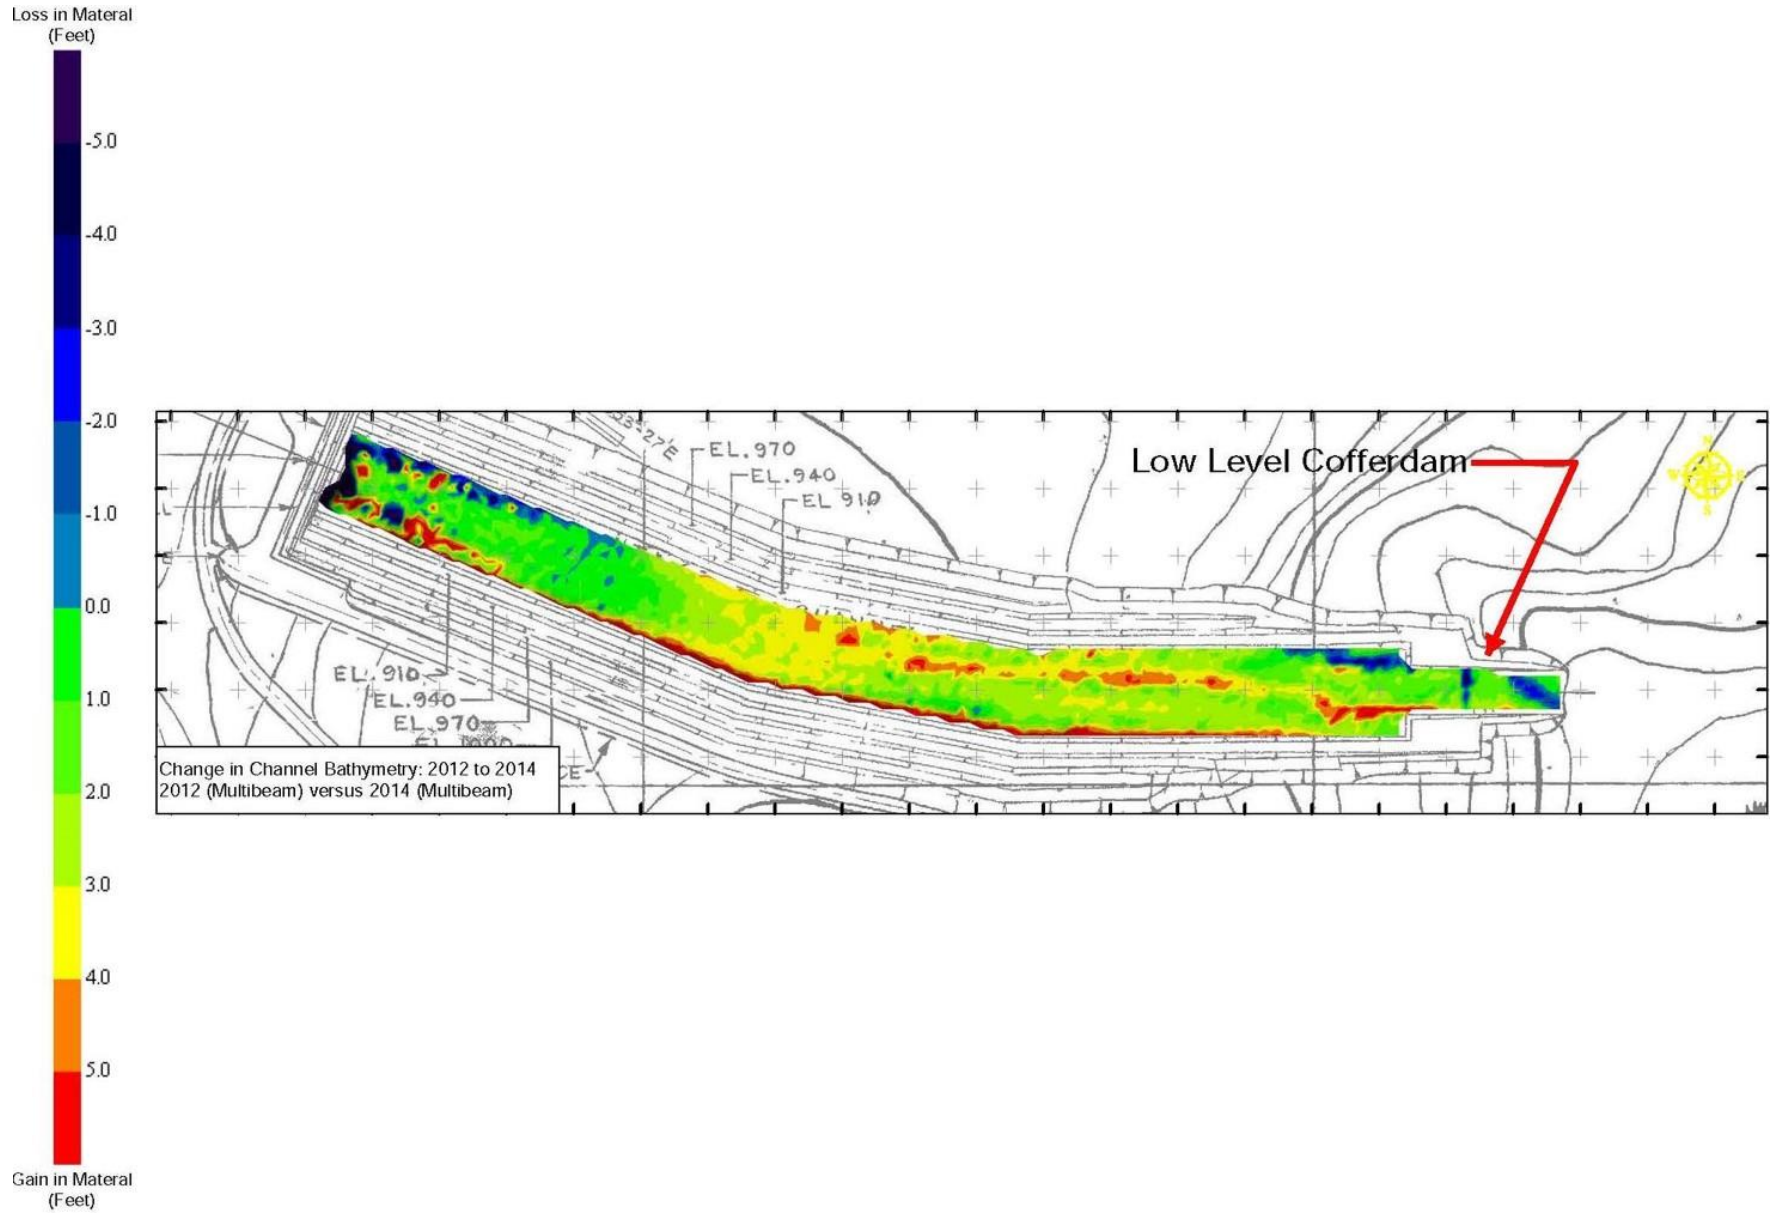 Loss in Materal
(Feet)
-5.0
-4.0
-3.0
-2.0
-1.0
0.0
1.0
2.0
3.0
4.0
5.0
Gain in Materal
(Feet)
EL.970
EL.940
EL 910
Low Level Cofferdam
N
E
S
W
EL.910
EL.940
EL.970
Change in Channel Bathymetry: 2012 to 2014
2012 (Multibeam) versus 2014 (Multibeam)